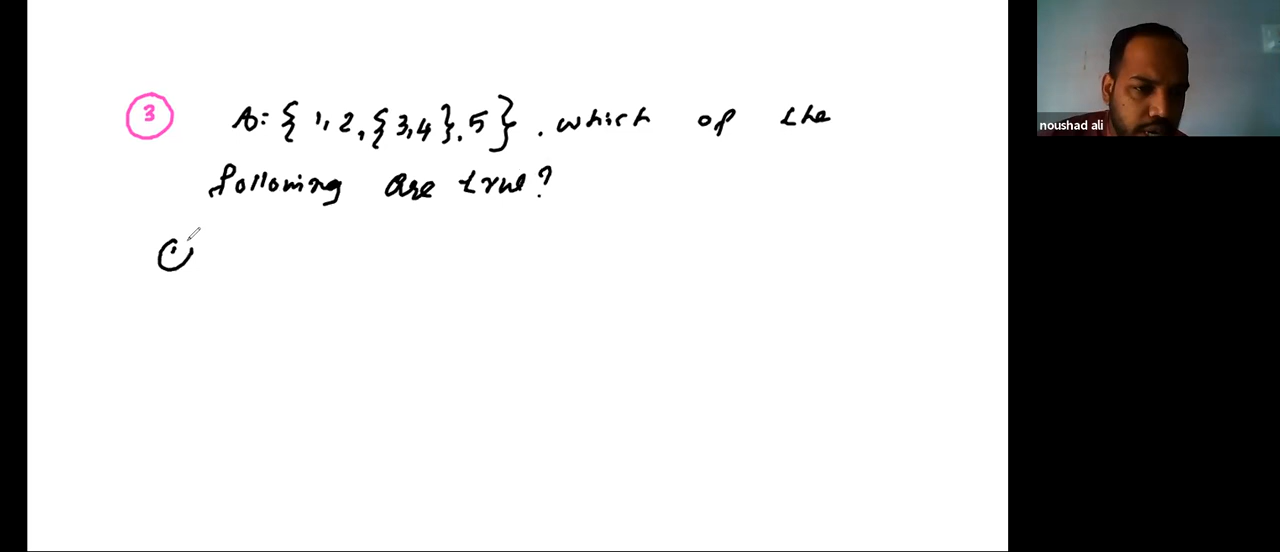 3 A: { 1, 2, { 3, 4 }, 5 } . which of the
following are true?
noushad ali